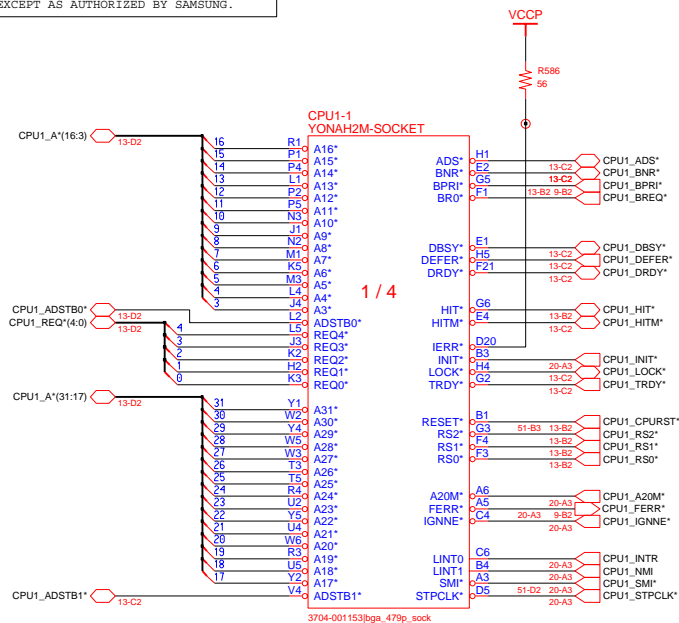 EXCEPT AS AUTHORIZED BY SAMSUNG.
VCCP
R586
56
CPU1-1
YONAH2M-SOCKET
1 / 4
CPU1_A*(16:3)
13-D2
16 R1 A16*
15 P1 A15*
14 P4 A14*
13 L1 A13*
12 P2 A12*
11 P5 A11*
10 N3 A10*
9 J1 A9*
8 N2 A8*
7 M1 A7*
6 K5 A6*
5 M3 A5*
4 L4 A4*
3 J4 A3*
CPU1_ADSTB0*
13-D2
L2 ADSTB0*
CPU1_REQ*(4:0)
13-D2
4 L5 REQ4*
3 J3 REQ3*
2 K2 REQ2*
1 H2 REQ1*
0 K3 REQ0*
CPU1_A*(31:17)
13-D2
31 Y1 A31*
30 W2 A30*
29 Y4 A29*
28 W5 A28*
27 W3 A27*
26 T3 A26*
25 T5 A25*
24 R4 A24*
23 U2 A23*
22 Y5 A22*
21 U4 A21*
20 W6 A20*
19 R3 A19*
18 U5 A18*
17 Y2 A17*
CPU1_ADSTB1*
13-C2
V4 ADSTB1*
ADS* H1 CPU1_ADS*
13-C2
BNR* E2 CPU1_BNR*
13-C2
BPRI* G5 CPU1_BPRI*
13-B2 9-B2
BR0* F1 CPU1_BREQ*
DBSY* E1 CPU1_DBSY*
13-C2
DEFER* H5 CPU1_DEFER*
13-C2
DRDY* F21 CPU1_DRDY*
13-C2
HIT* G6 CPU1_HIT*
13-B2
HITM* E4 CPU1_HITM*
13-C2
IERR* D20
INIT* B3 CPU1_INIT*
20-A3
LOCK* H4 CPU1_LOCK*
13-C2
TRDY* G2 CPU1_TRDY*
13-C2
RESET* B1 CPU1_CPURST*
51-B3 13-B2
RS2* G3 CPU1_RS2*
13-B2
RS1* F4 CPU1_RS1*
13-B2
RS0* F3 CPU1_RS0*
13-B2
A20M* A6 CPU1_A20M*
20-A3
FERR* A5 CPU1_FERR*
20-A3 9-B2
IGNNE* C4 CPU1_IGNNE*
20-A3
LINT0 C6 CPU1_INTR
20-A3
LINT1 B4 CPU1_NMI
20-A3
SMI* A3 CPU1_SMI*
51-D2 20-A3
STPCLK* D5 CPU1_STPCLK*
20-A3
3704-001153|bga_479p_sock